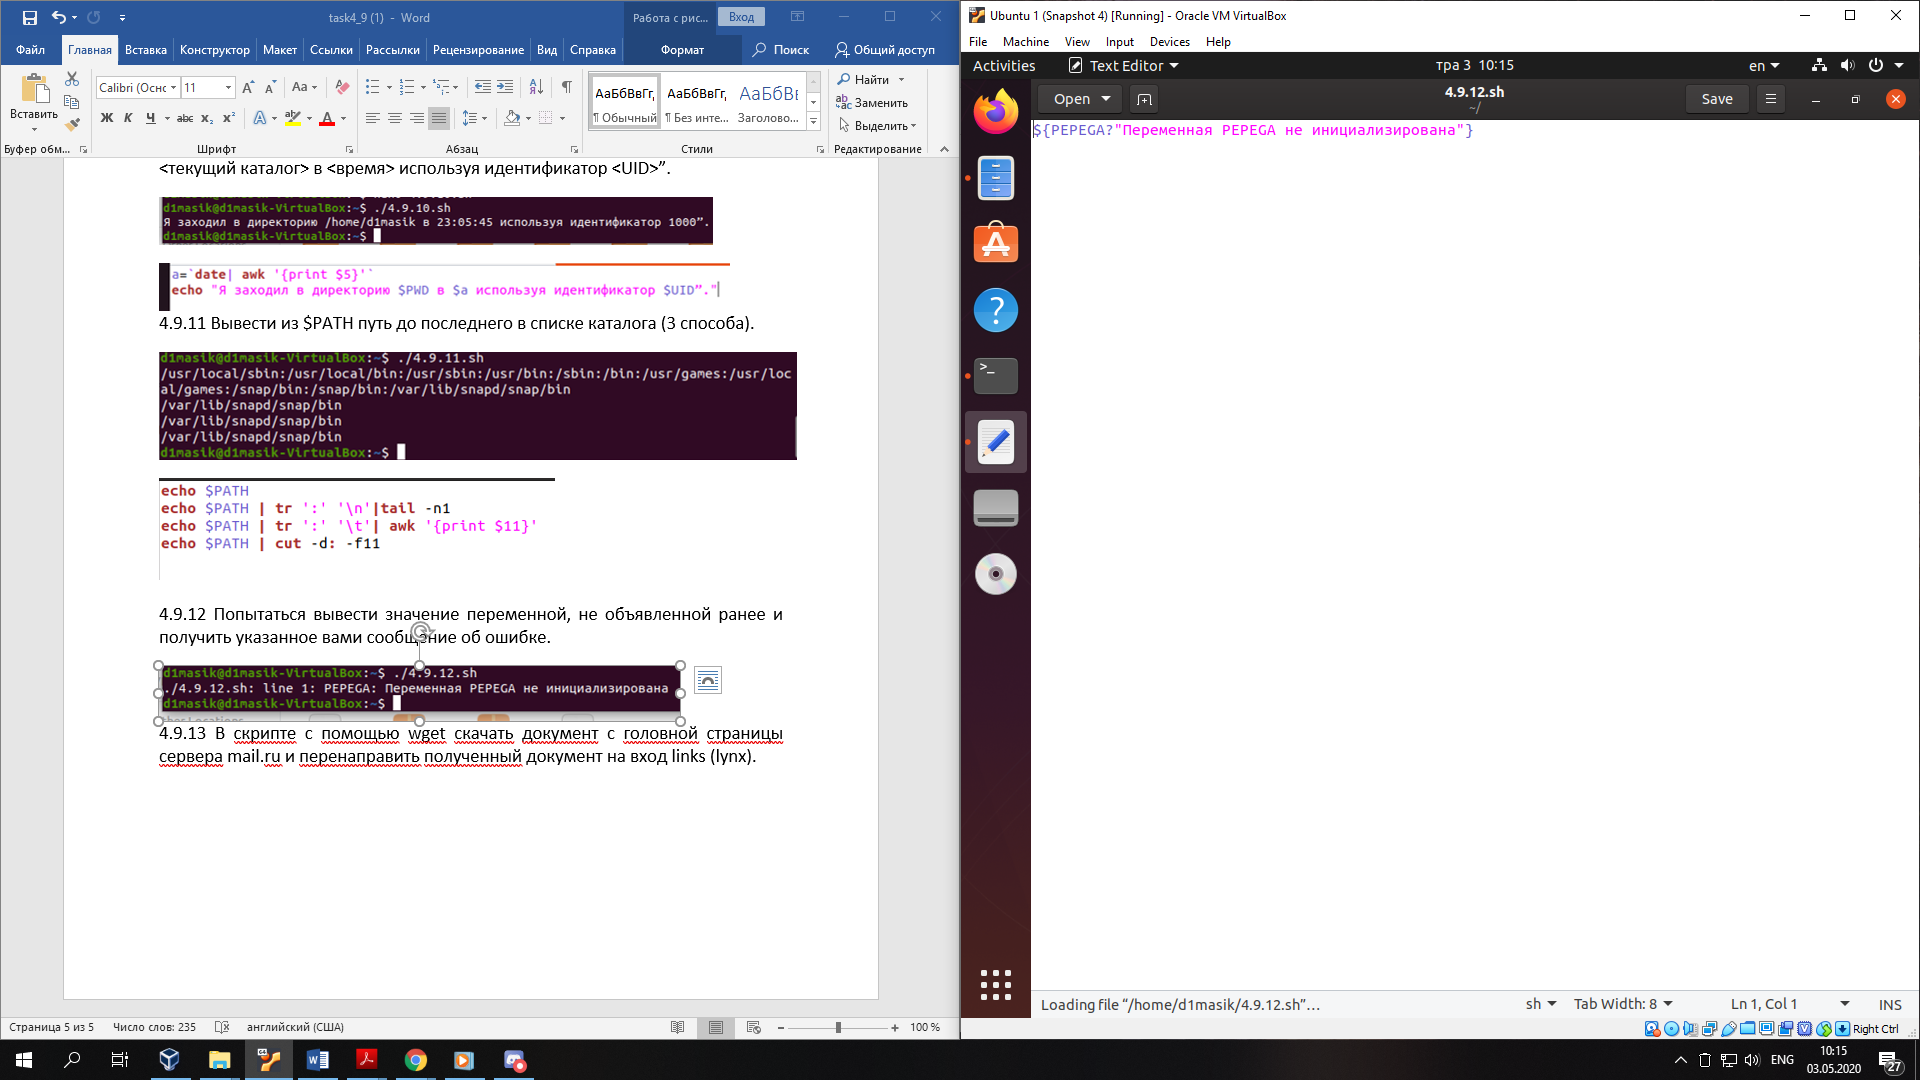 task4_9 (1) - Word
Работа с рис...
Вход
Файл
Главная
Вставка
Конструктор
Макет
Ссылки
Рассылки
Рецензирование
Вид
Справка
Формат
Поиск
Общий доступ
Вставить
Calibri (Оснс
11
Aa
Ж К Ч abc x₂ x²
АаБбВвГг, АаБбВвГг, АаБбВі
¶ Обычный
¶ Без инте...
Заголово...
Найти
Заменить
Выделить
Буфер обм...
Шрифт
Абзац
Стили
Редактирование
<текущий каталог> в <время> используя идентификатор <UID>”.
d1masik@d1masik-VirtualBox:~$ ./4.9.10.sh
Я заходил в директорию /home/d1masik в 23:05:45 используя идентификатор 1000”.
d1masik@d1masik-VirtualBox:~$
a=`date| awk '{print $5}'`
echo "Я заходил в директорию $PWD в $a используя идентификатор $UID”."
4.9.11 Вывести из $PATH путь до последнего в списке каталога (3 способа).
d1masik@d1masik-VirtualBox:~$ ./4.9.11.sh
/usr/local/sbin:/usr/local/bin:/usr/sbin:/usr/bin:/sbin:/bin:/usr/games:/usr/loc
al/games:/snap/bin:/snap/bin:/var/lib/snapd/snap/bin
/var/lib/snapd/snap/bin
/var/lib/snapd/snap/bin
/var/lib/snapd/snap/bin
d1masik@d1masik-VirtualBox:~$
echo $PATH
echo $PATH | tr ':' '\n'|tail -n1
echo $PATH | tr ':' '\t'| awk '{print $11}'
echo $PATH | cut -d: -f11
4.9.12 Попытаться вывести значение переменной, не объявленной ранее и
получить указанное вами сообщение об ошибке.
d1masik@d1masik-VirtualBox:~$ ./4.9.12.sh
./4.9.12.sh: line 1: PEPEGA: Переменная PEPEGA не инициализирована
d1masik@d1masik-VirtualBox:~$
4.9.13 В скрипте с помощью wget скачать документ с головной страницы
сервера mail.ru и перенаправить полученный документ на вход links (lynx).
Страница 5 из 5
Число слов: 235
английский (США)
100 %
Ubuntu 1 (Snapshot 4) [Running] - Oracle VM VirtualBox
File
Machine
View
Input
Devices
Help
Activities
Text Editor
тра 3 10:15
en
Open
4.9.12.sh
~/
Save
${PEPEGA?"Переменная PEPEGA не инициализирована"}
Loading file “/home/d1masik/4.9.12.sh”…
sh
Tab Width: 8
Ln 1, Col 1
INS
Right Ctrl
ENG
10:15
03.05.2020
27